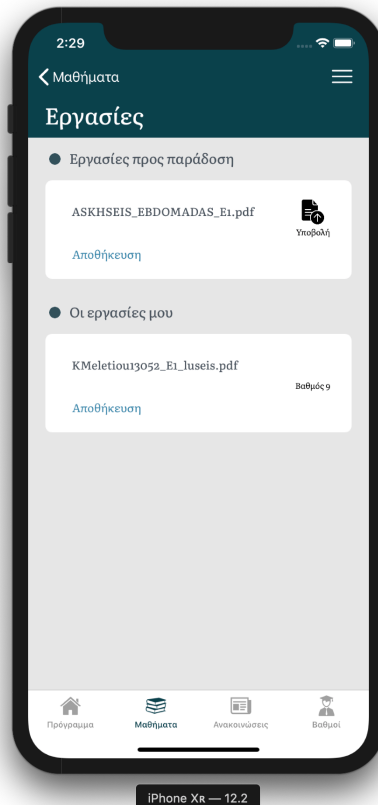 2:29
Μαθήματα
Εργασίες
Εργασίες προς παράδοση
ASKHSEIS_EBDOMADAS_E1.pdf
Υποβολή
Αποθήκευση
Οι εργασίες μου
KMeletiou13052_E1_luseis.pdf
Βαθμός 9
Αποθήκευση
Πρόγραμμα Μαθήματα Ανακοινώσεις Βαθμοί
iPhone XR — 12.2